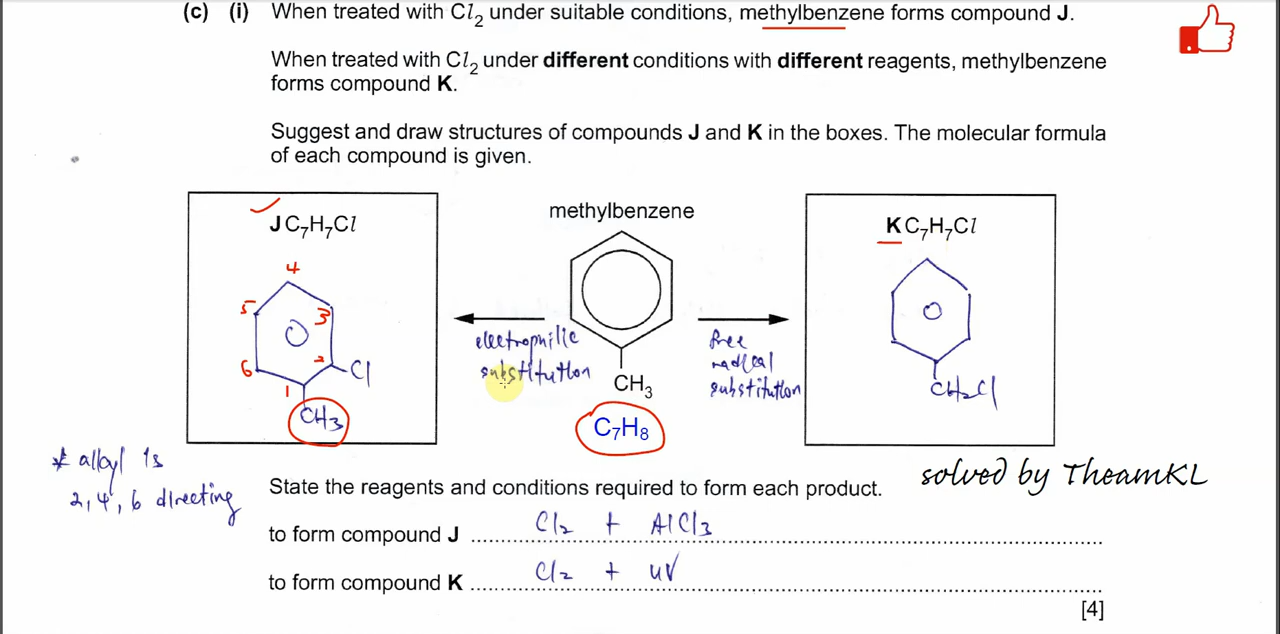 (c) (i) When treated with Cl₂ under suitable conditions, methylbenzene forms compound J.
When treated with Cl₂ under different conditions with different reagents, methylbenzene
forms compound K.
Suggest and draw structures of compounds J and K in the boxes. The molecular formula
of each compound is given.
J C₇H₇Cl
4
5
3
6
2
Cl
1
CH₃
methylbenzene
electrophilic
substitution
CH₃
C₇H₈
free
radical
substitution
K C₇H₇Cl
CH₂Cl
* alkyl is
2, 4, 6 directing
solved by TheamKL
State the reagents and conditions required to form each product.
to form compound J Cl₂ + AlCl₃
to form compound K Cl₂ + UV
[4]